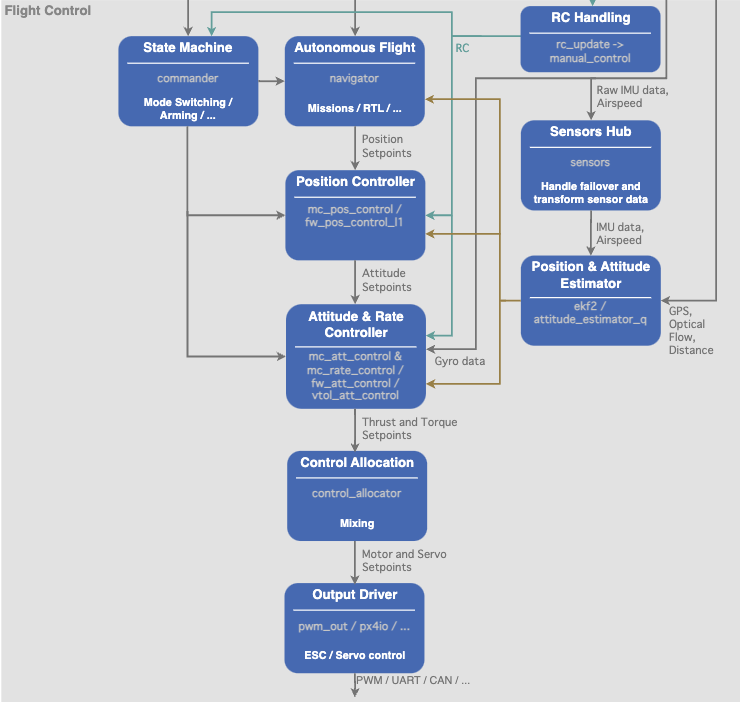 Flight Control
State Machine
commander
Mode Switching /
Arming / ...
Autonomous Flight
navigator
Missions / RTL / ...
RC
RC Handling
rc_update ->
manual_control
Raw IMU data,
Airspeed
Sensors Hub
sensors
Handle failover and
transform sensor data
Position
Setpoints
Position Controller
mc_pos_control /
fw_pos_control_l1
IMU data,
Airspeed
Position & Attitude
Estimator
ekf2 /
attitude_estimator_q
GPS,
Optical
Flow,
Distance
Attitude
Setpoints
Attitude & Rate
Controller
mc_att_control &
mc_rate_control /
fw_att_control /
vtol_att_control
Gyro data
Thrust and Torque
Setpoints
Control Allocation
control_allocator
Mixing
Motor and Servo
Setpoints
Output Driver
pwm_out / px4io / ...
ESC / Servo control
PWM / UART / CAN / ...